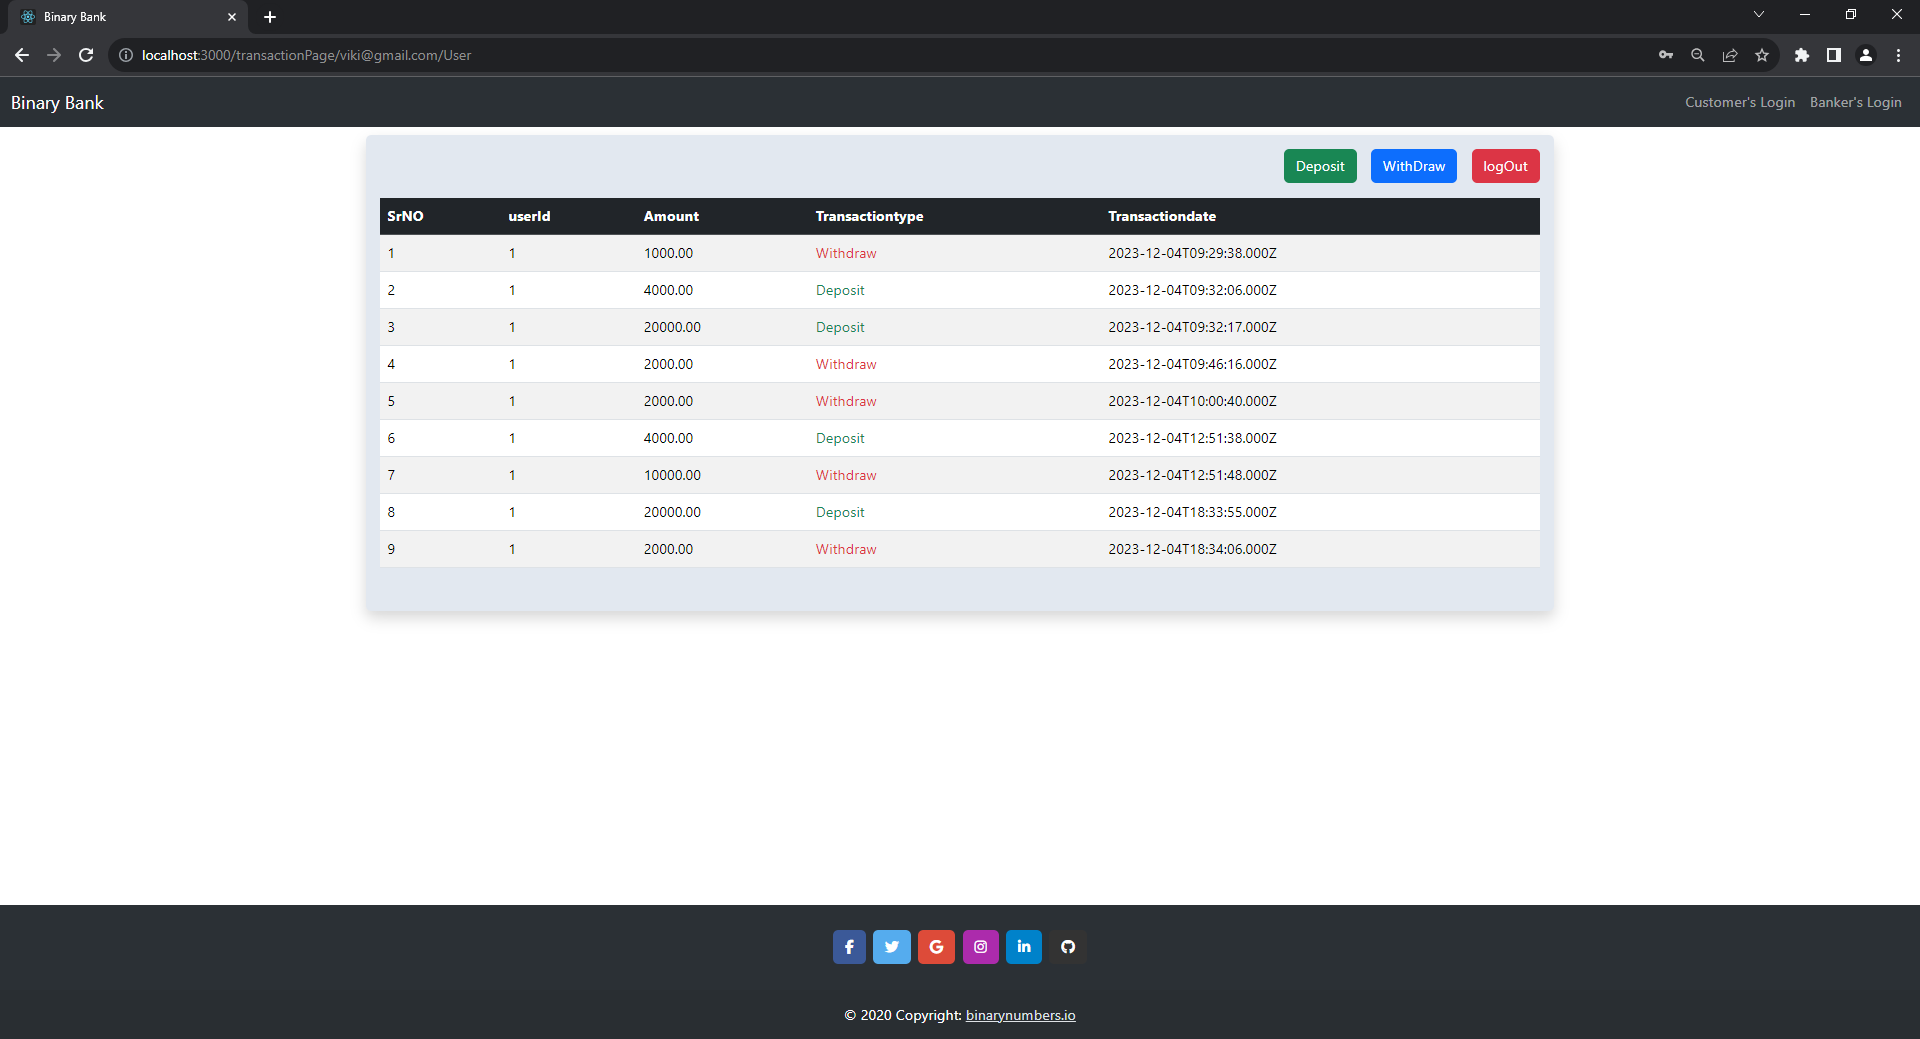 Binary Bank
localhost:3000/transactionPage/viki@gmail.com/User
Binary Bank Customer's Login Banker's Login
Deposit WithDraw logOut
SrNO userId Amount Transactiontype Transactiondate
1 1 1000.00 Withdraw 2023-12-04T09:29:38.000Z
2 1 4000.00 Deposit 2023-12-04T09:32:06.000Z
3 1 20000.00 Deposit 2023-12-04T09:32:17.000Z
4 1 2000.00 Withdraw 2023-12-04T09:46:16.000Z
5 1 2000.00 Withdraw 2023-12-04T10:00:40.000Z
6 1 4000.00 Deposit 2023-12-04T12:51:38.000Z
7 1 10000.00 Withdraw 2023-12-04T12:51:48.000Z
8 1 20000.00 Deposit 2023-12-04T18:33:55.000Z
9 1 2000.00 Withdraw 2023-12-04T18:34:06.000Z
© 2020 Copyright: binarynumbers.io